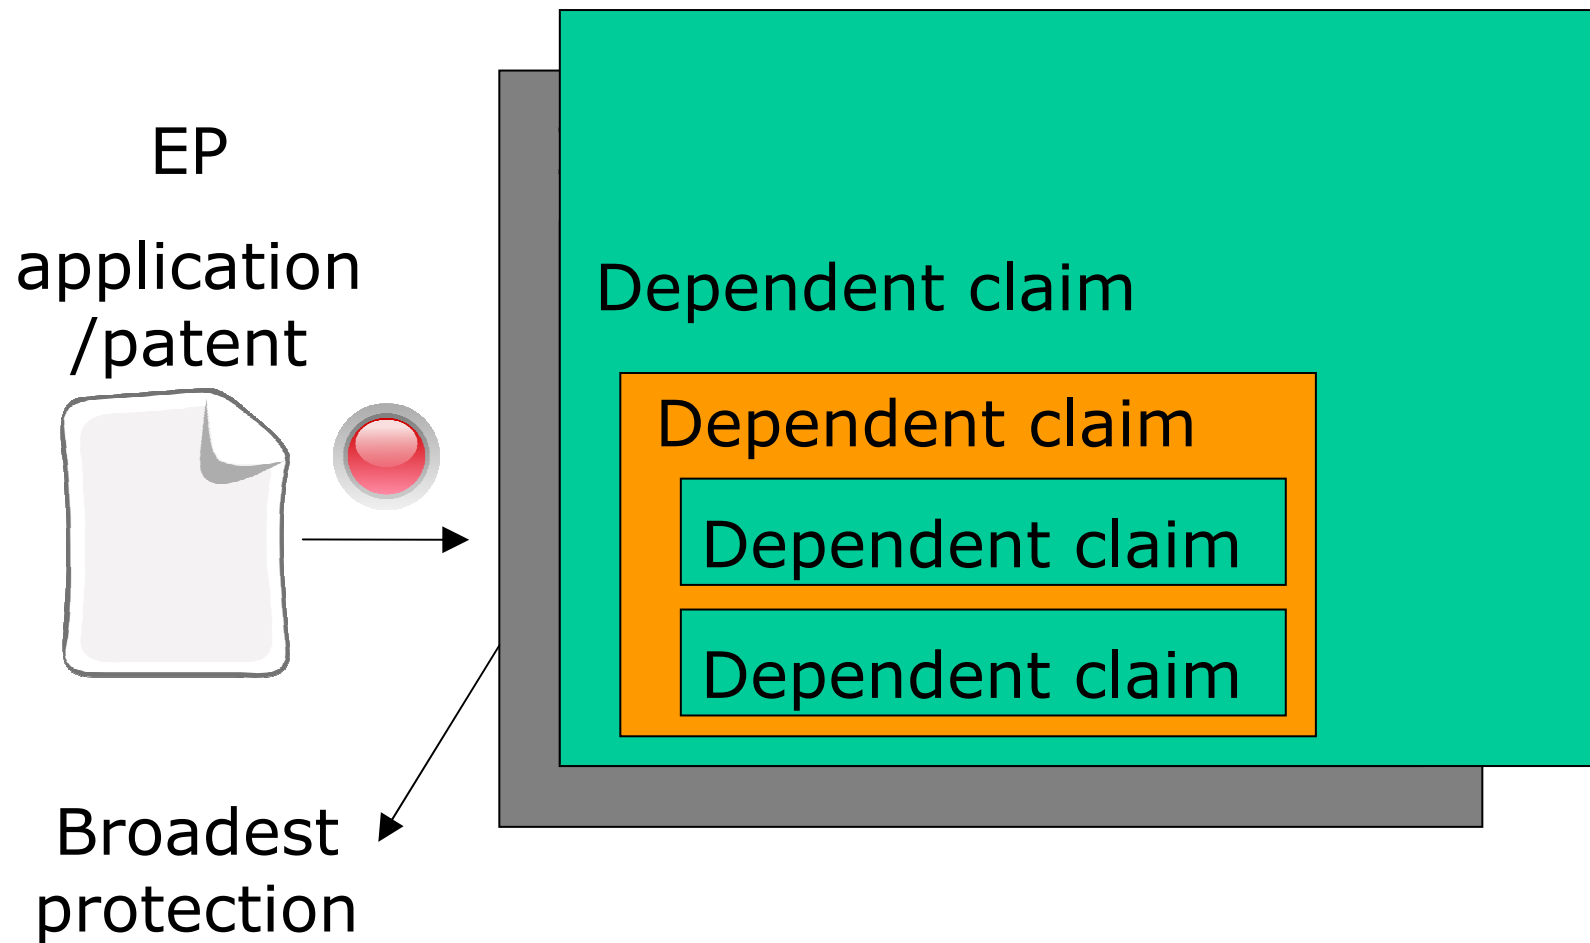 EP
application
/patent
Dependent claim
Dependent claim
Dependent claim
Dependent claim
Broadest
protection